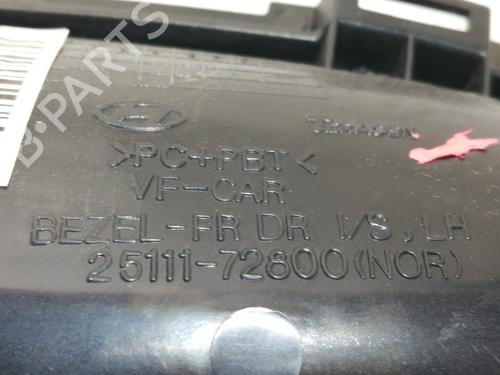 B-PARTS
>PC+PBT<
VF-CAR
BEZEL-FR DR I/S, LH
25111-72800(NOR)